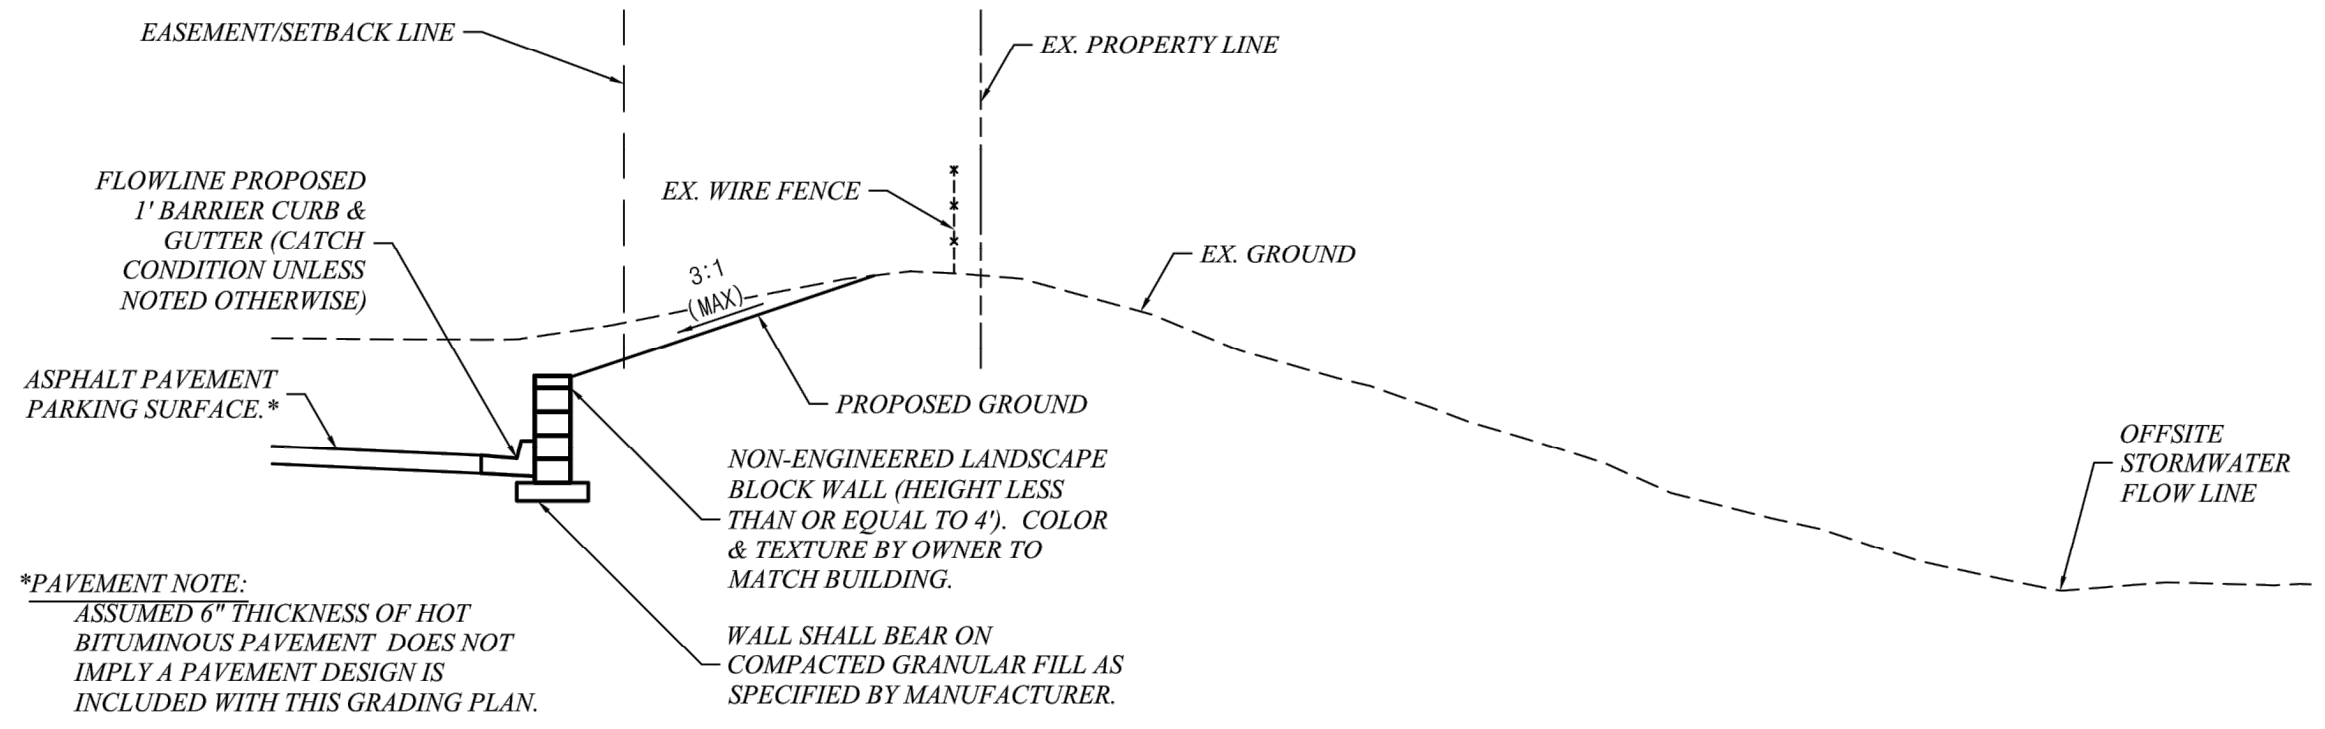 EASEMENT/SETBACK LINE
EX. PROPERTY LINE
FLOWLINE PROPOSED
1' BARRIER CURB &
GUTTER (CATCH
CONDITION UNLESS
NOTED OTHERWISE)
EX. WIRE FENCE
3:1
(MAX)
EX. GROUND
ASPHALT PAVEMENT
PARKING SURFACE.*
PROPOSED GROUND
NON-ENGINEERED LANDSCAPE
BLOCK WALL (HEIGHT LESS
THAN OR EQUAL TO 4'). COLOR
& TEXTURE BY OWNER TO
MATCH BUILDING.
OFFSITE
STORMWATER
FLOW LINE
*PAVEMENT NOTE:
ASSUMED 6" THICKNESS OF HOT
BITUMINOUS PAVEMENT DOES NOT
IMPLY A PAVEMENT DESIGN IS
INCLUDED WITH THIS GRADING PLAN.
WALL SHALL BEAR ON
COMPACTED GRANULAR FILL AS
SPECIFIED BY MANUFACTURER.